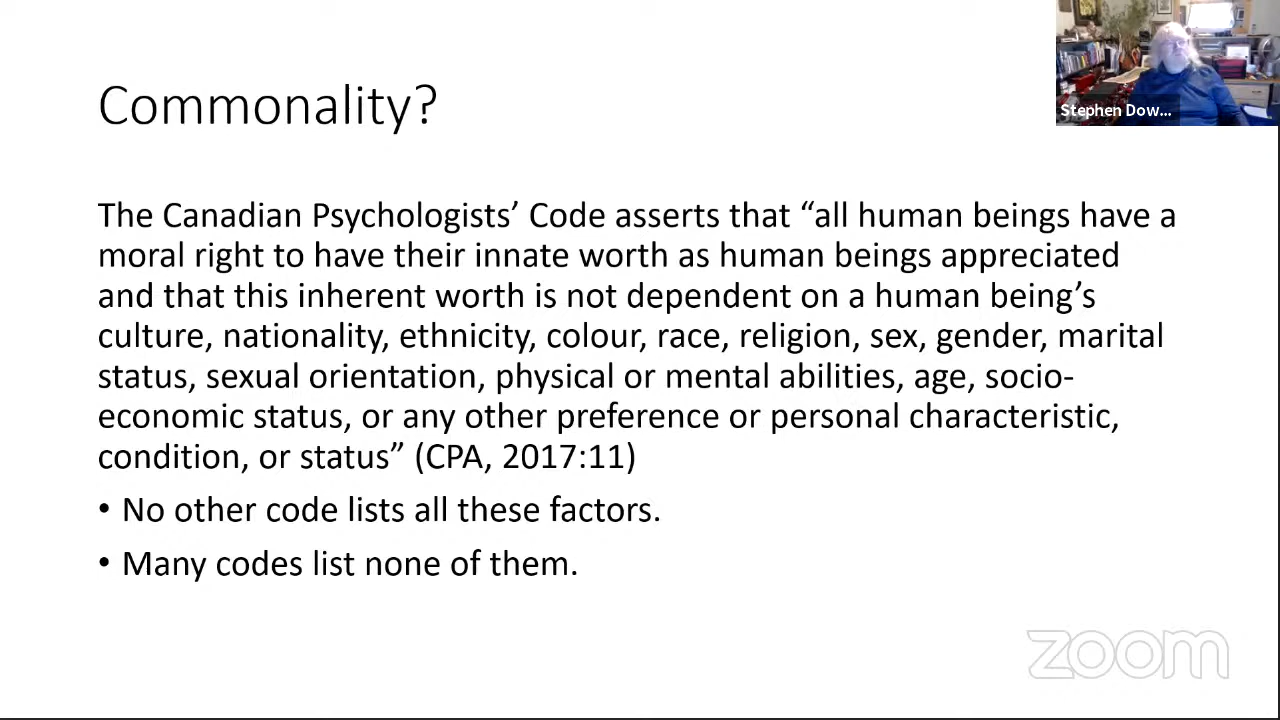 Commonality?
Stephen Dow...
The Canadian Psychologists’ Code asserts that “all human beings have a
moral right to have their innate worth as human beings appreciated
and that this inherent worth is not dependent on a human being’s
culture, nationality, ethnicity, colour, race, religion, sex, gender, marital
status, sexual orientation, physical or mental abilities, age, socio-
economic status, or any other preference or personal characteristic,
condition, or status” (CPA, 2017:11)
• No other code lists all these factors.
• Many codes list none of them.
zoom